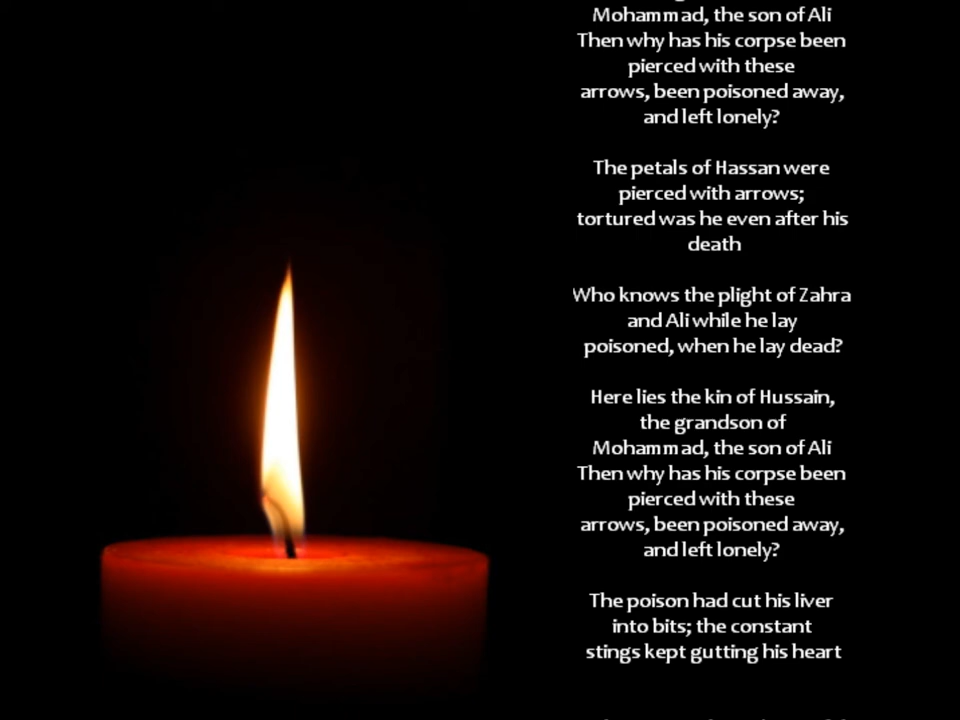 Mohammad, the son of Ali
Then why has his corpse been
pierced with these
arrows, been poisoned away,
and left lonely?
The petals of Hassan were
pierced with arrows;
tortured was he even after his
death
Who knows the plight of Zahra
and Ali while he lay
poisoned, when he lay dead?
Here lies the kin of Hussain,
the grandson of
Mohammad, the son of Ali
Then why has his corpse been
pierced with these
arrows, been poisoned away,
and left lonely?
The poison had cut his liver
into bits; the constant
stings kept gutting his heart